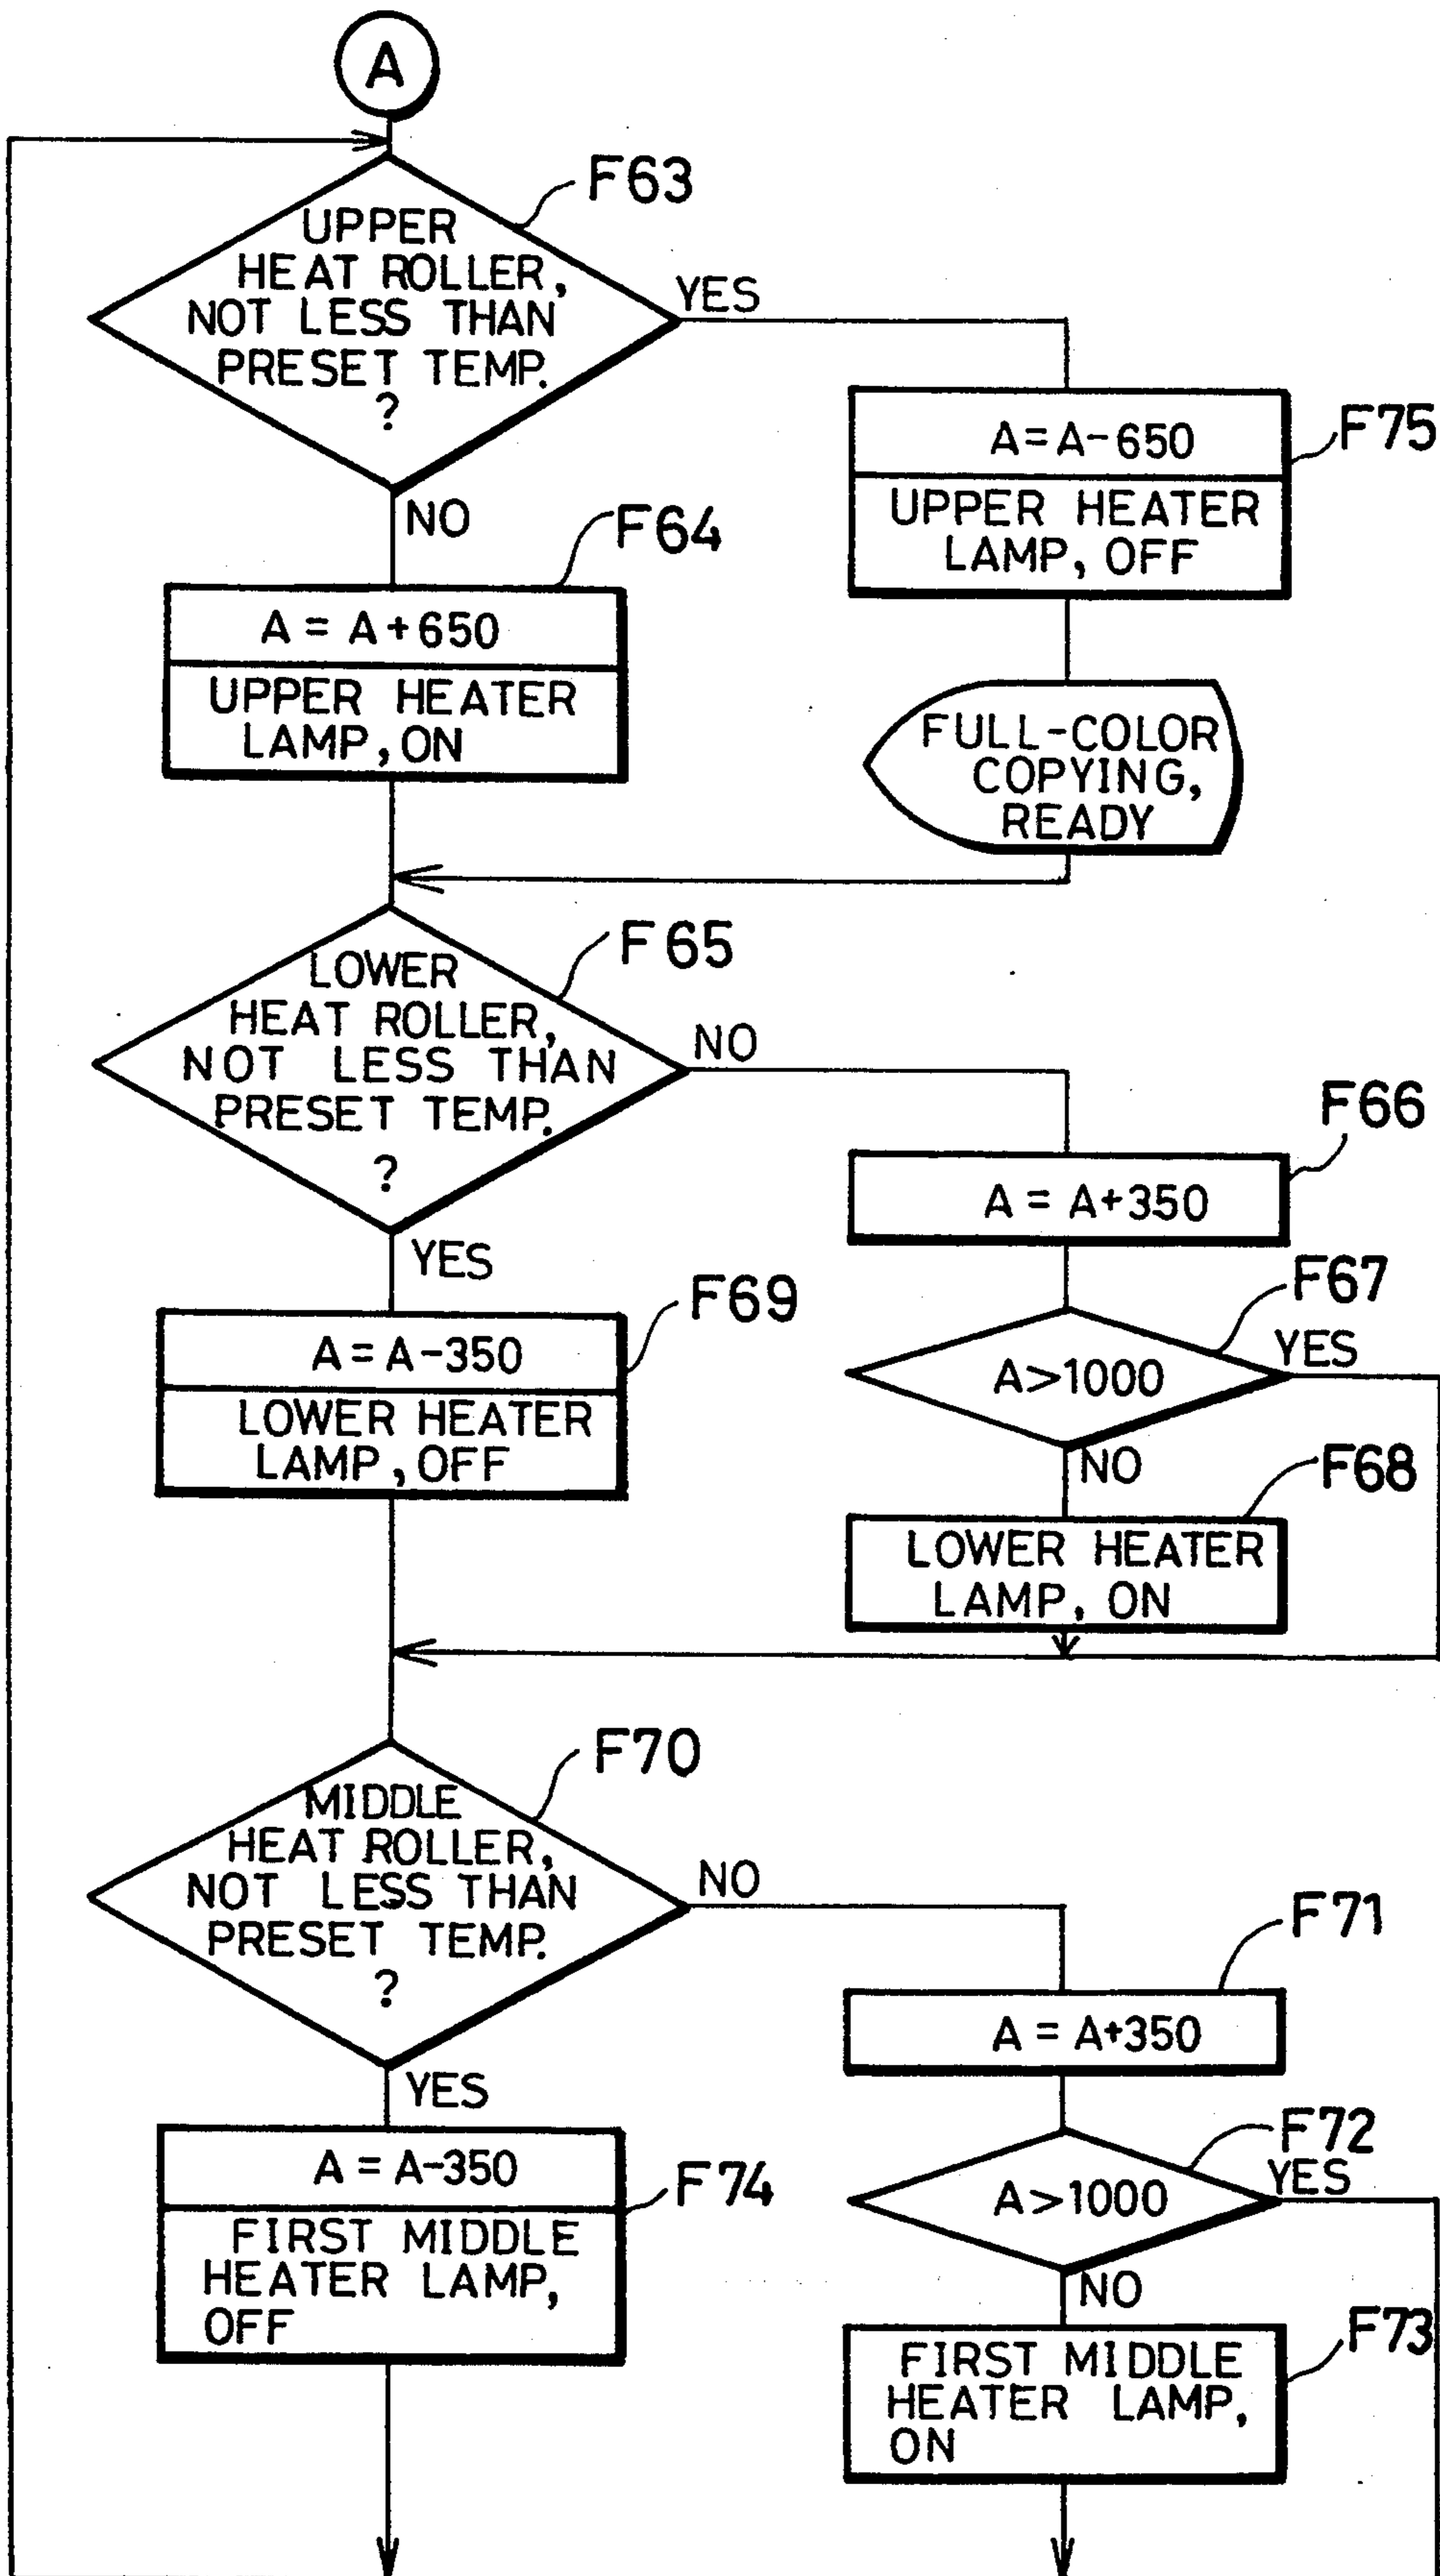 A
F63
UPPER
HEAT ROLLER,
NOT LESS THAN
PRESET TEMP.
?
YES
NO
F75
A=A-650
UPPER HEATER
LAMP, OFF
F64
A = A+650
UPPER HEATER
LAMP, ON
FULL-COLOR
COPYING,
READY
F65
LOWER
HEAT ROLLER,
NOT LESS THAN
PRESET TEMP.
?
NO
YES
F66
A = A+350
F67
A>1000
YES
NO
F69
A = A-350
LOWER HEATER
LAMP, OFF
F68
LOWER HEATER
LAMP, ON
F70
MIDDLE
HEAT ROLLER,
NOT LESS THAN
PRESET TEMP.
?
NO
YES
F71
A = A+350
F72
A>1000
YES
NO
F74
A = A-350
FIRST MIDDLE
HEATER LAMP,
OFF
F73
FIRST MIDDLE
HEATER LAMP,
ON